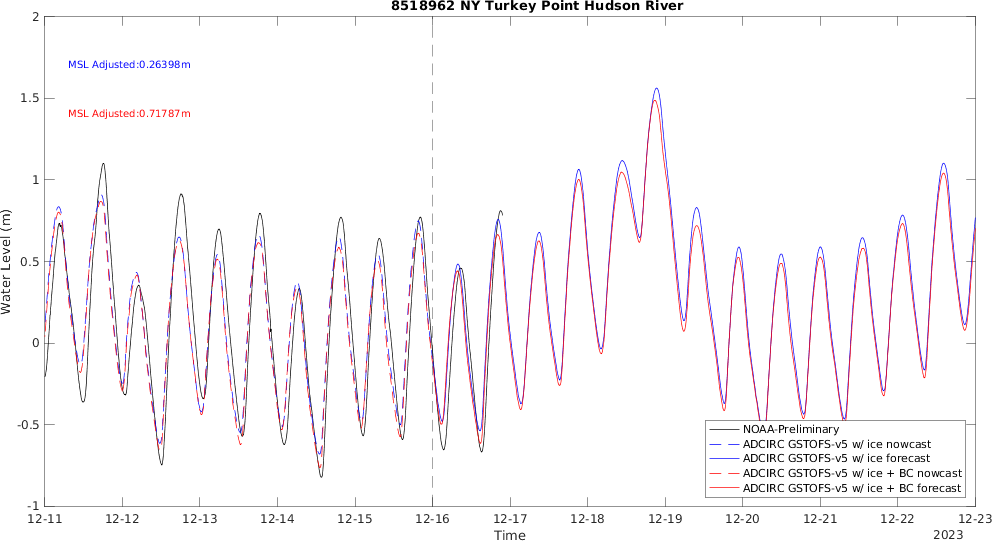 8518962 NY Turkey Point Hudson River
MSL Adjusted:0.26398m
MSL Adjusted:0.71787m
Water Level (m)
2
1.5
1
0.5
0
-0.5
-1
NOAA-Preliminary
ADCIRC GSTOFS-v5 w/ ice nowcast
ADCIRC GSTOFS-v5 w/ ice forecast
ADCIRC GSTOFS-v5 w/ ice + BC nowcast
ADCIRC GSTOFS-v5 w/ ice + BC forecast
12-11 12-12 12-13 12-14 12-15 12-16 12-17 12-18 12-19 12-20 12-21 12-22 12-23
Time
2023